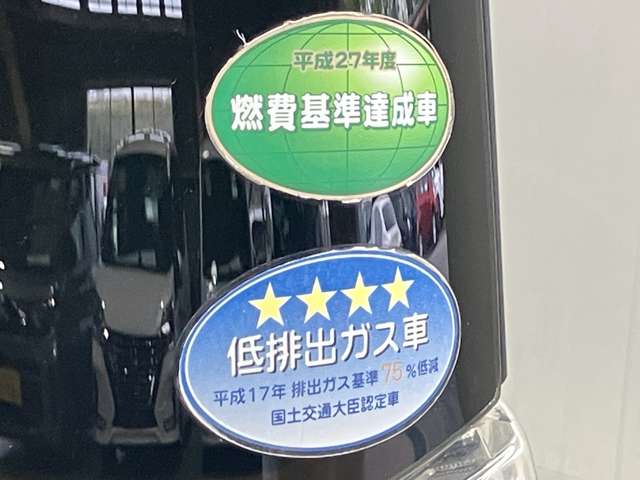 平成27年度
燃費基準達成車
低排出ガス車
平成17年 排出ガス基準75%低減
国土交通大臣認定車